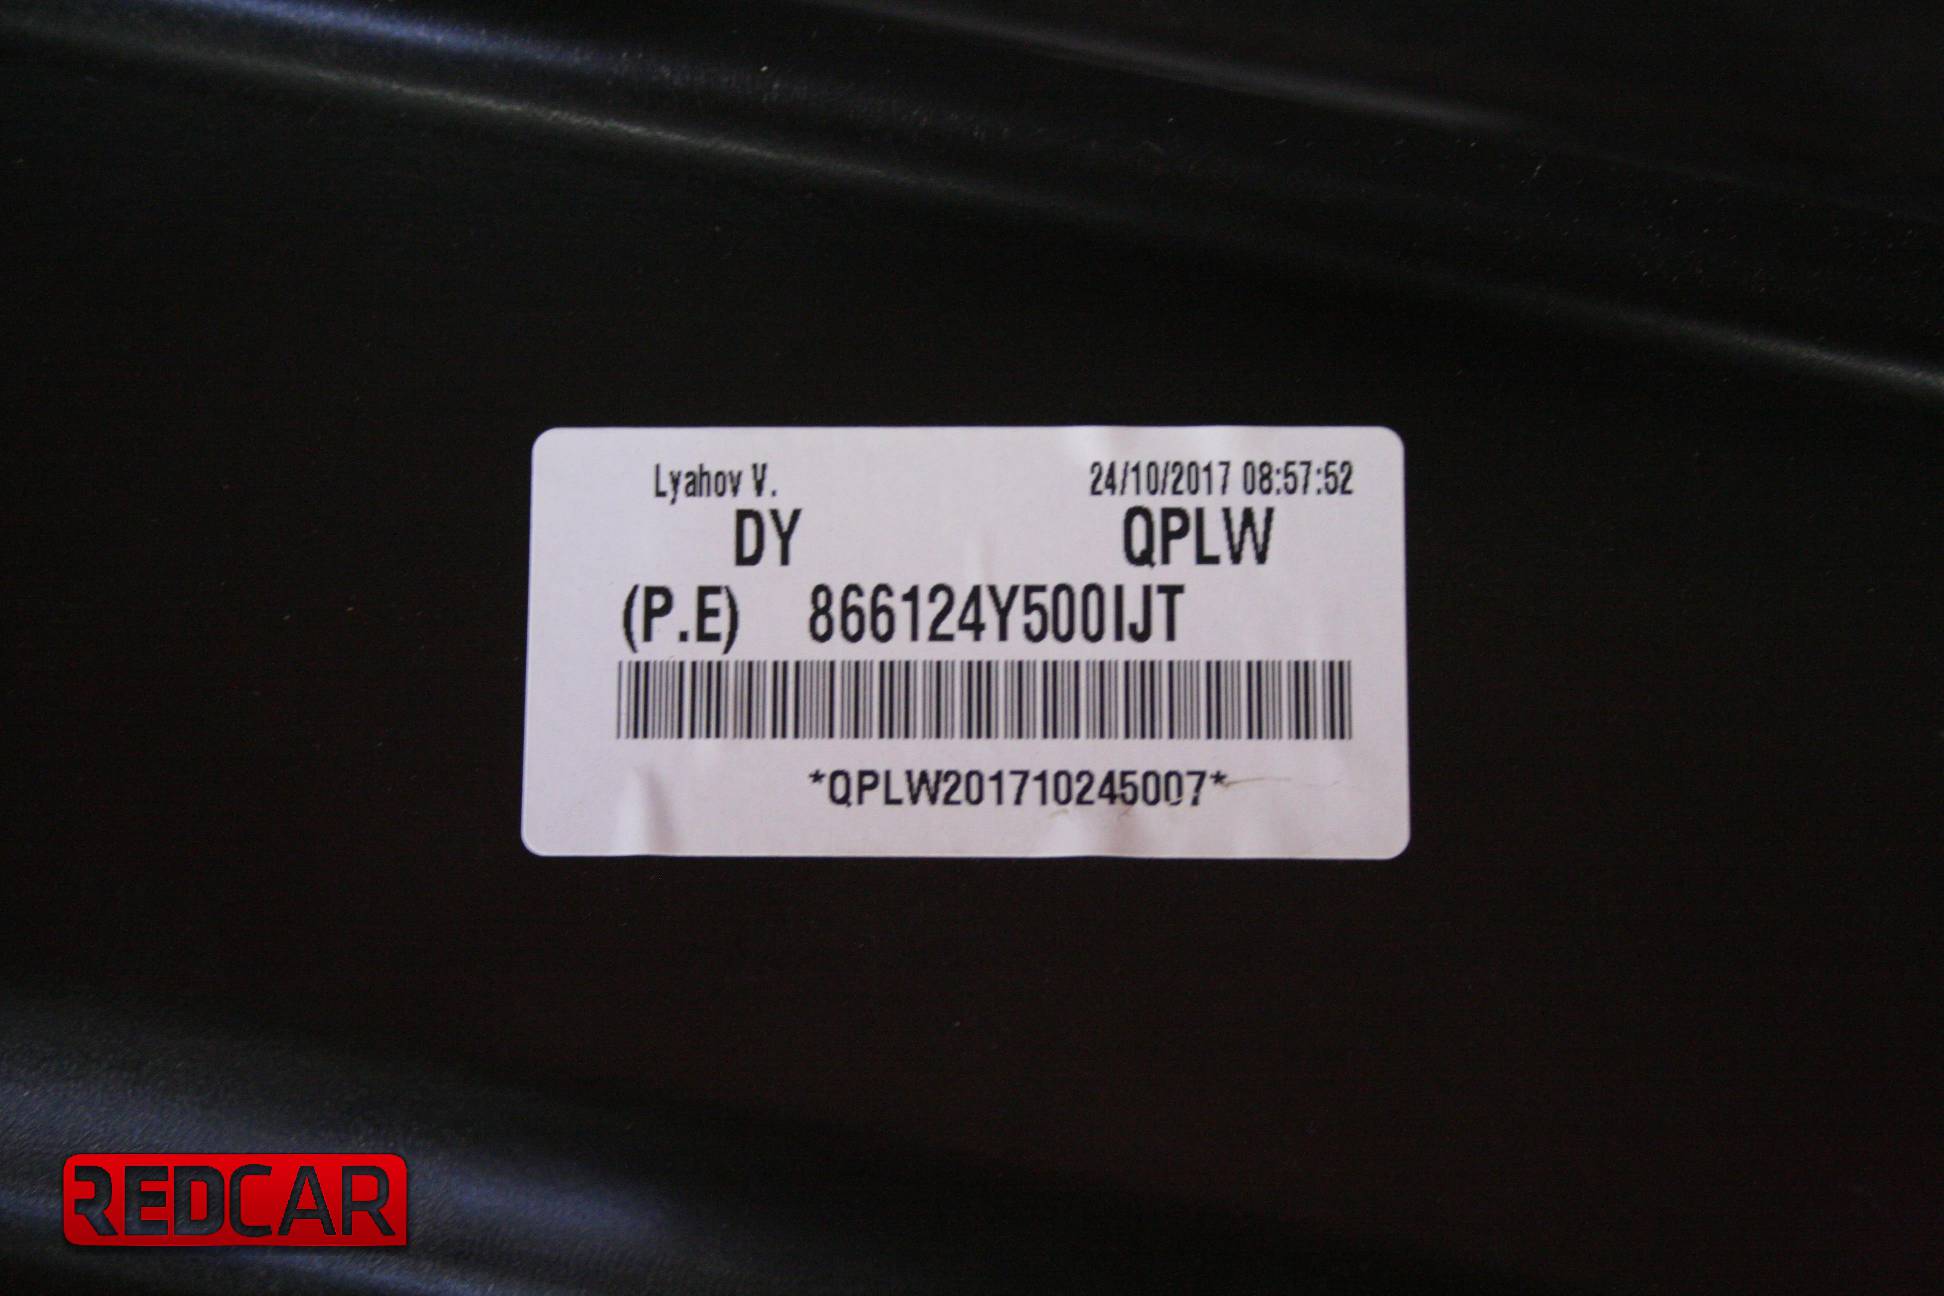 Lyahov V. 24/10/2017 08:57:52
DY QPLW
(P.E) 866124Y500IJT
*QPLW201710245007*
REDCAR